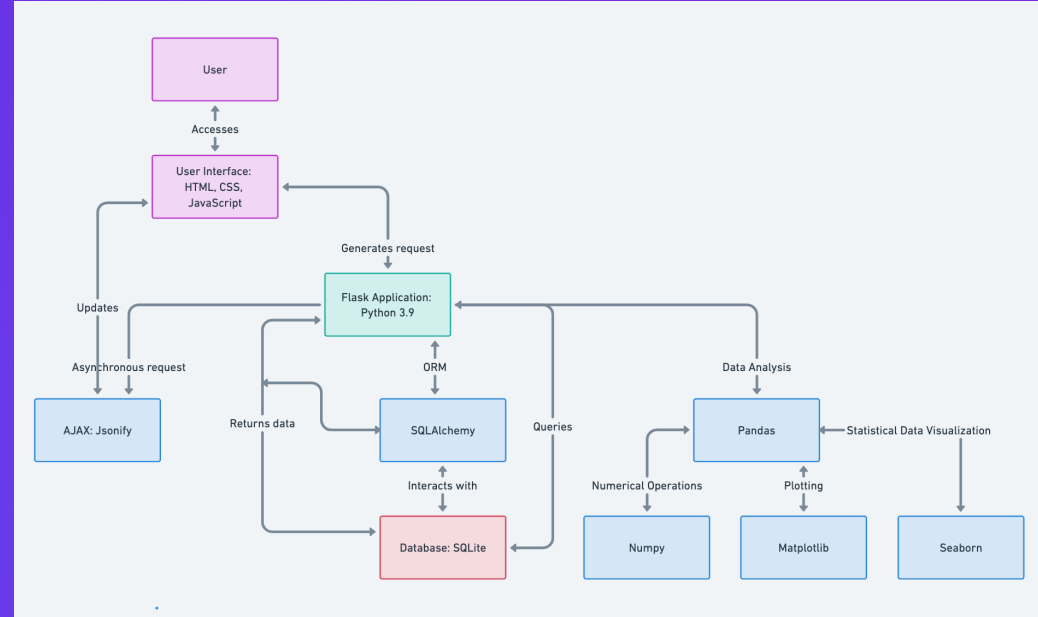 User
Accesses
User Interface:
HTML, CSS,
JavaScript
Generates request
Flask Application:
Python 3.9
Updates
Asynchronous request
ORM
Data Analysis
AJAX: Jsonify
Returns data
SQLAlchemy
Queries
Pandas
Statistical Data Visualization
Interacts with
Numerical Operations
Plotting
Database: SQLite
Numpy
Matplotlib
Seaborn